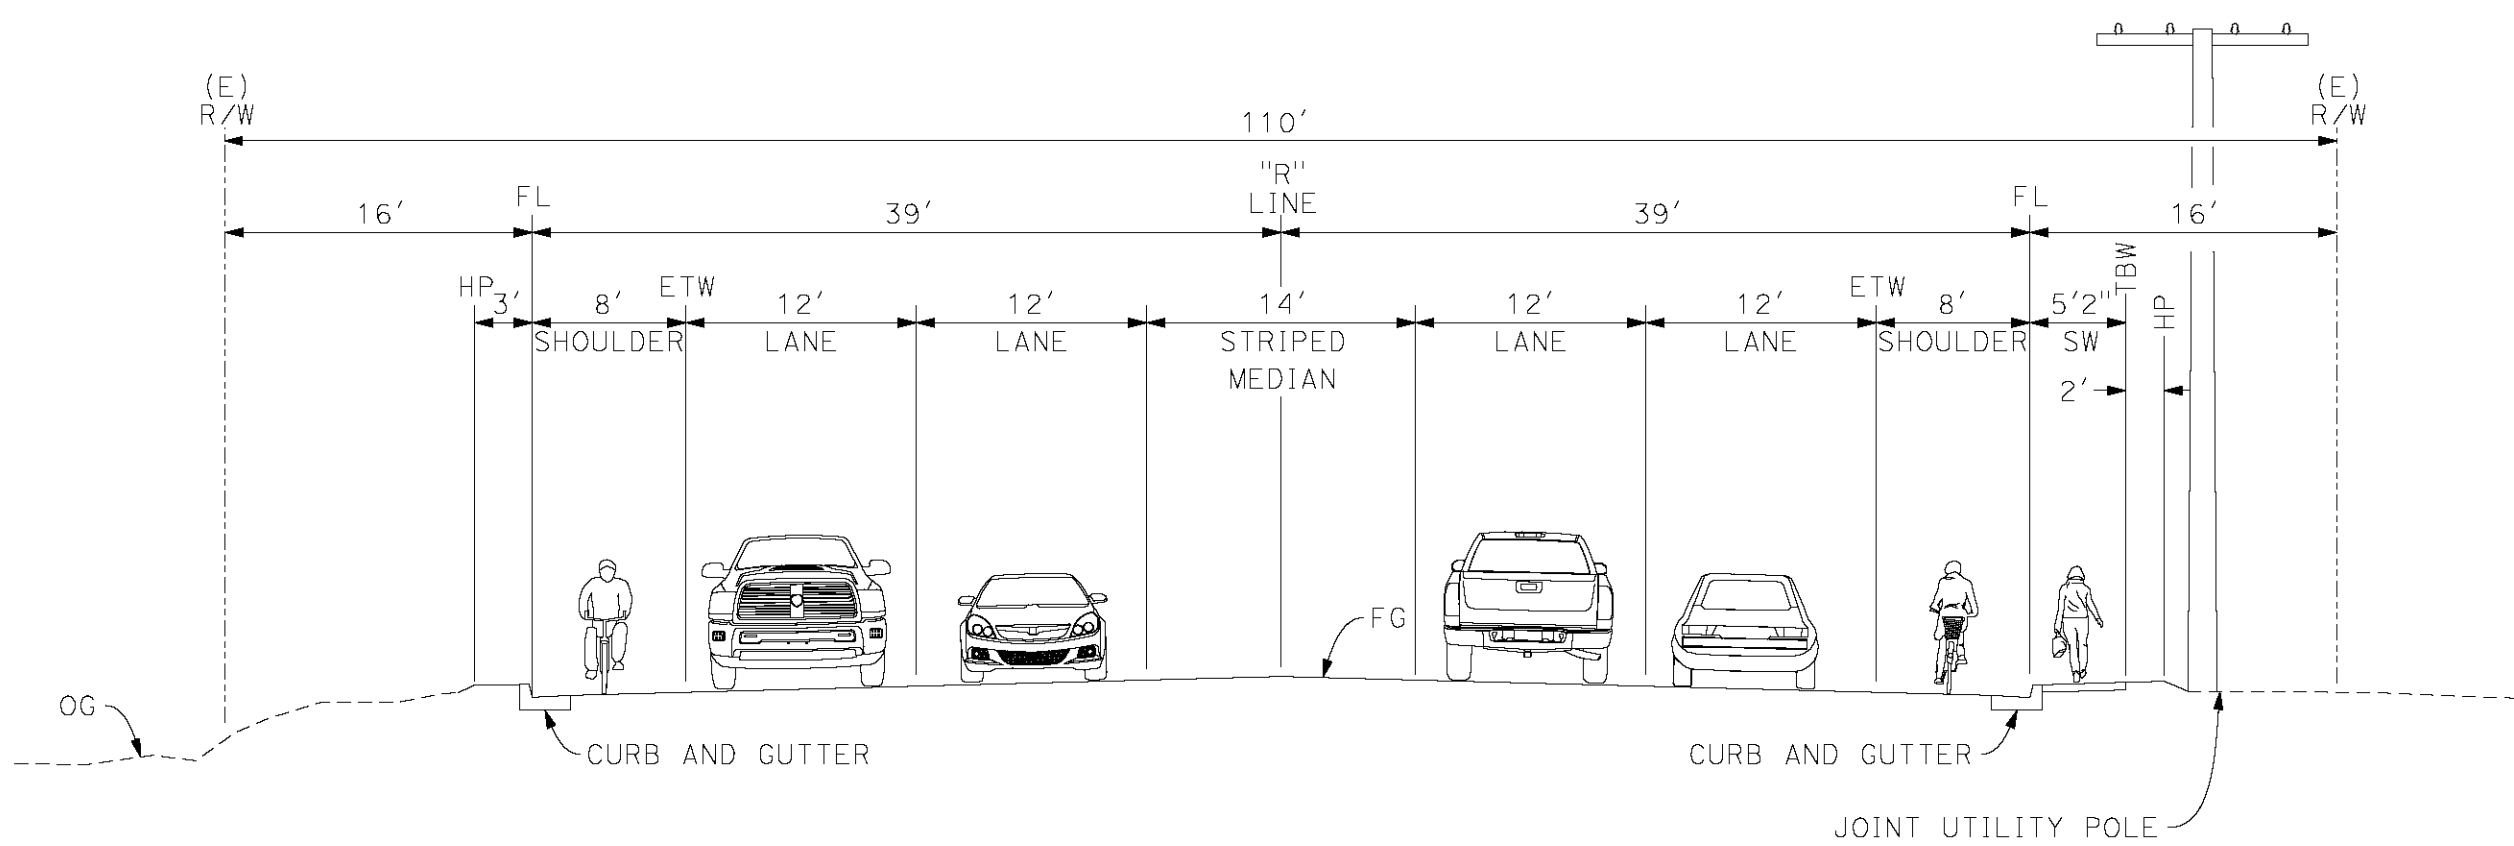 (E)
R/W
(E)
R/W
110'
"R"
LINE
FL
FL
16'
39'
39'
16'
TBW
HP
3'
8'
ETW
12'
12'
14'
12'
12'
ETW
8'
5'2"
HP
SHOULDER
LANE
LANE
STRIPED
MEDIAN
LANE
LANE
SHOULDER
SW
2'
FG
OG
CURB AND GUTTER
CURB AND GUTTER
JOINT UTILITY POLE